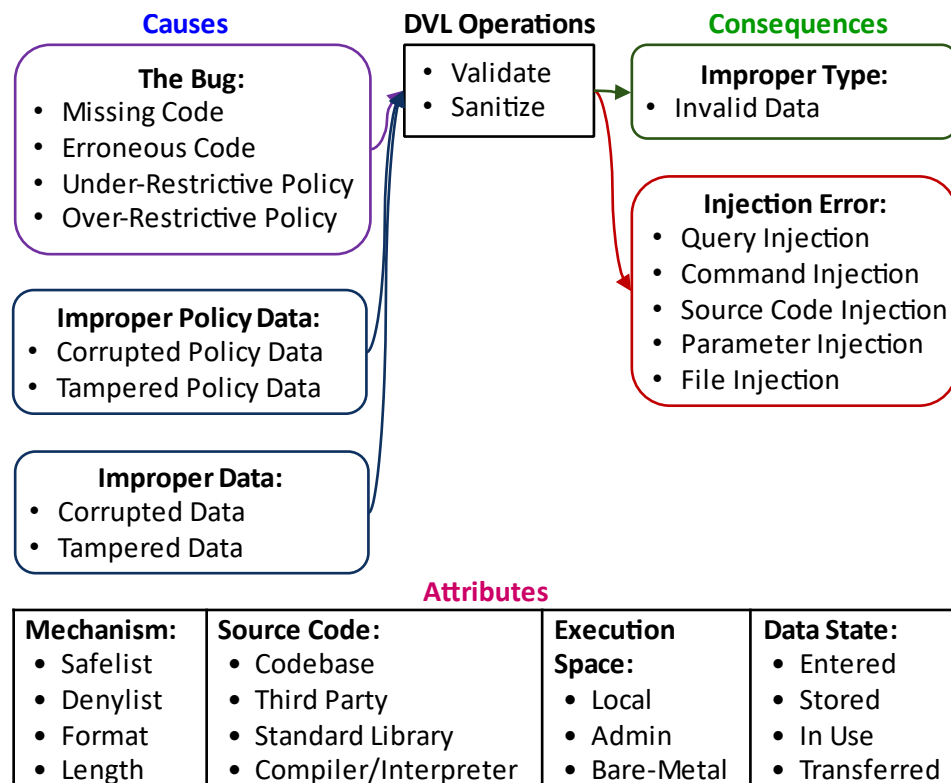 Causes
The Bug:
• Missing Code
• Erroneous Code
• Under-Restrictive Policy
• Over-Restrictive Policy
Improper Policy Data:
• Corrupted Policy Data
• Tampered Policy Data
Improper Data:
• Corrupted Data
• Tampered Data
DVL Operations
• Validate
• Sanitize
Consequences
Improper Type:
• Invalid Data
Injection Error:
• Query Injection
• Command Injection
• Source Code Injection
• Parameter Injection
• File Injection
Attributes
Mechanism:
• Safelist
• Denylist
• Format
• Length
Source Code:
• Codebase
• Third Party
• Standard Library
• Compiler/Interpreter
Execution
Space:
• Local
• Admin
• Bare-Metal
Data State:
• Entered
• Stored
• In Use
• Transferred